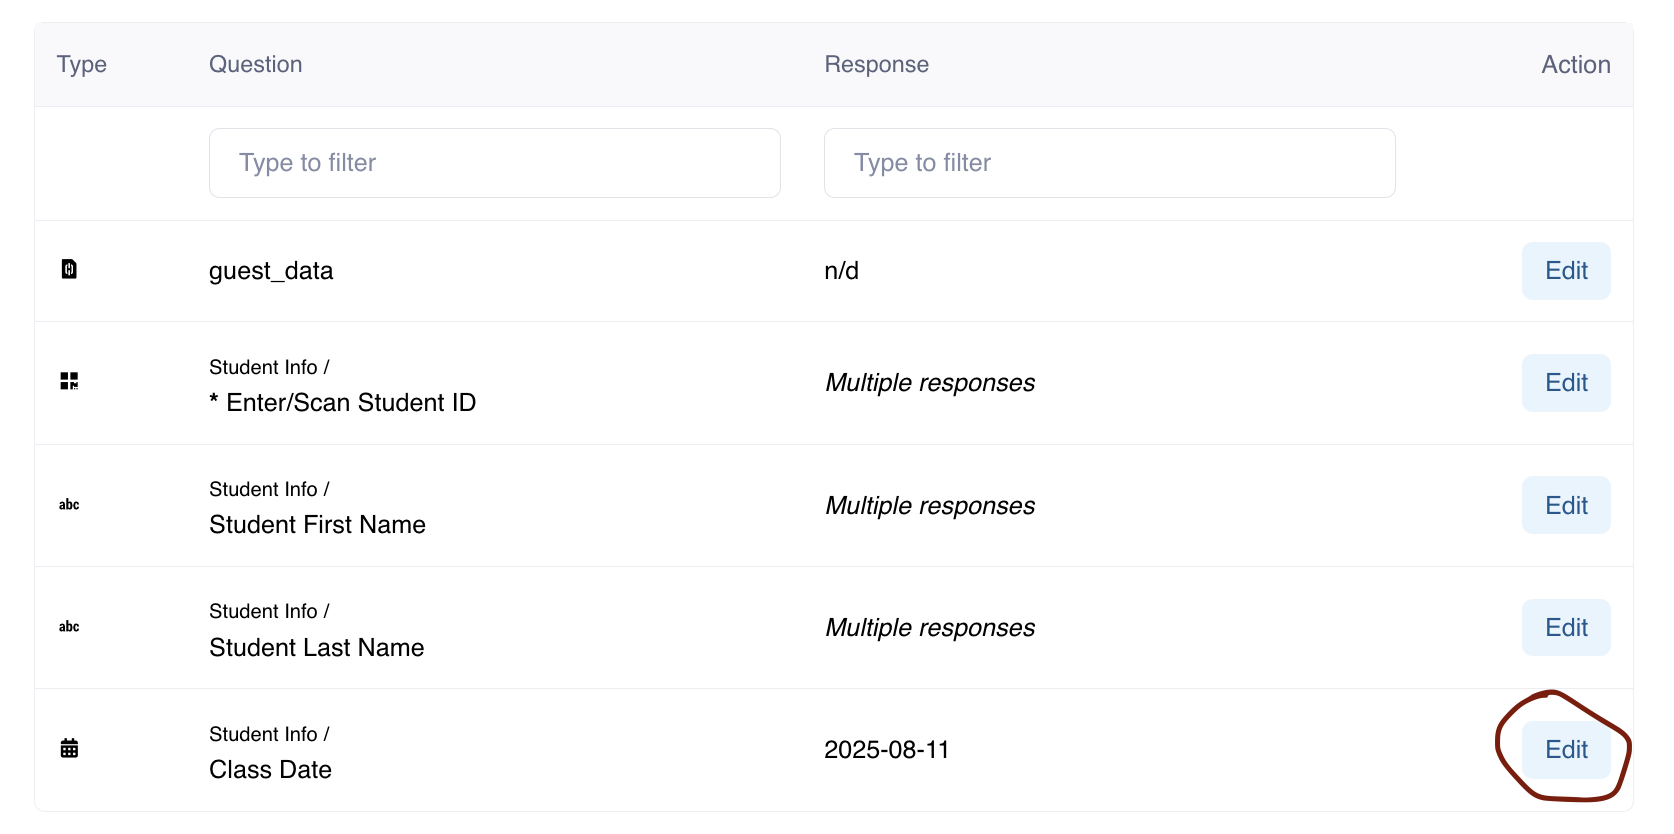 Type Question Response Action
Type to filter Type to filter
guest_data n/d Edit
Student Info /
* Enter/Scan Student ID Multiple responses Edit
abc Student Info /
Student First Name Multiple responses Edit
abc Student Info /
Student Last Name Multiple responses Edit
Student Info /
Class Date 2025-08-11 Edit